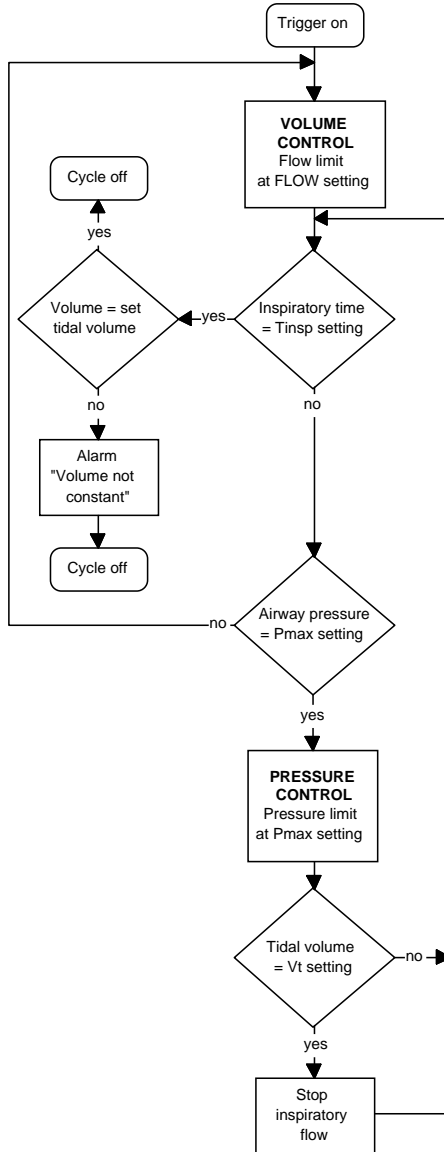 Trigger on
VOLUME
CONTROL
Flow limit
at FLOW setting
Cycle off
yes
Volume = set
tidal volume
yes
Inspiratory time
= Tinsp setting
no
no
Alarm
"Volume not
constant"
Cycle off
no
Airway pressure
= Pmax setting
yes
PRESSURE
CONTROL
Pressure limit
at Pmax setting
Tidal volume
= Vt setting
no
yes
Stop
inspiratory
flow